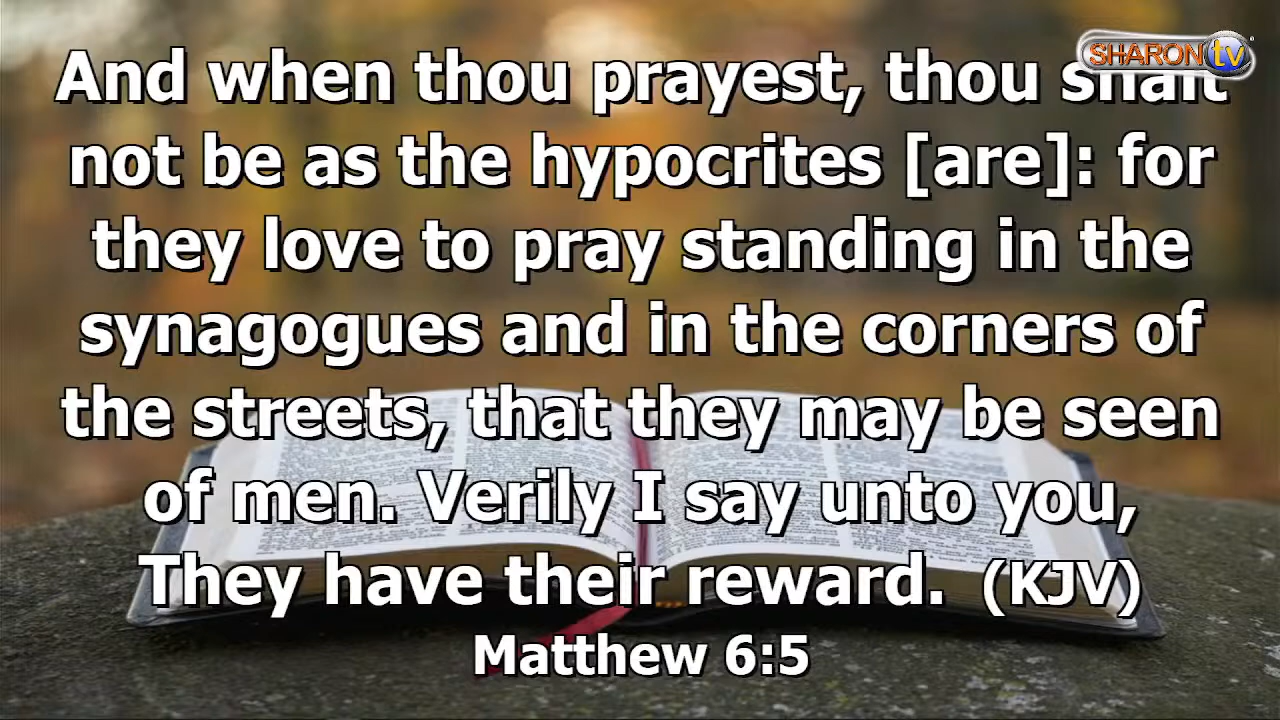 SHARON tv
And when thou prayest, thou shalt
not be as the hypocrites [are]: for
they love to pray standing in the
synagogues and in the corners of
the streets, that they may be seen
of men. Verily I say unto you,
They have their reward. (KJV)
Matthew 6:5